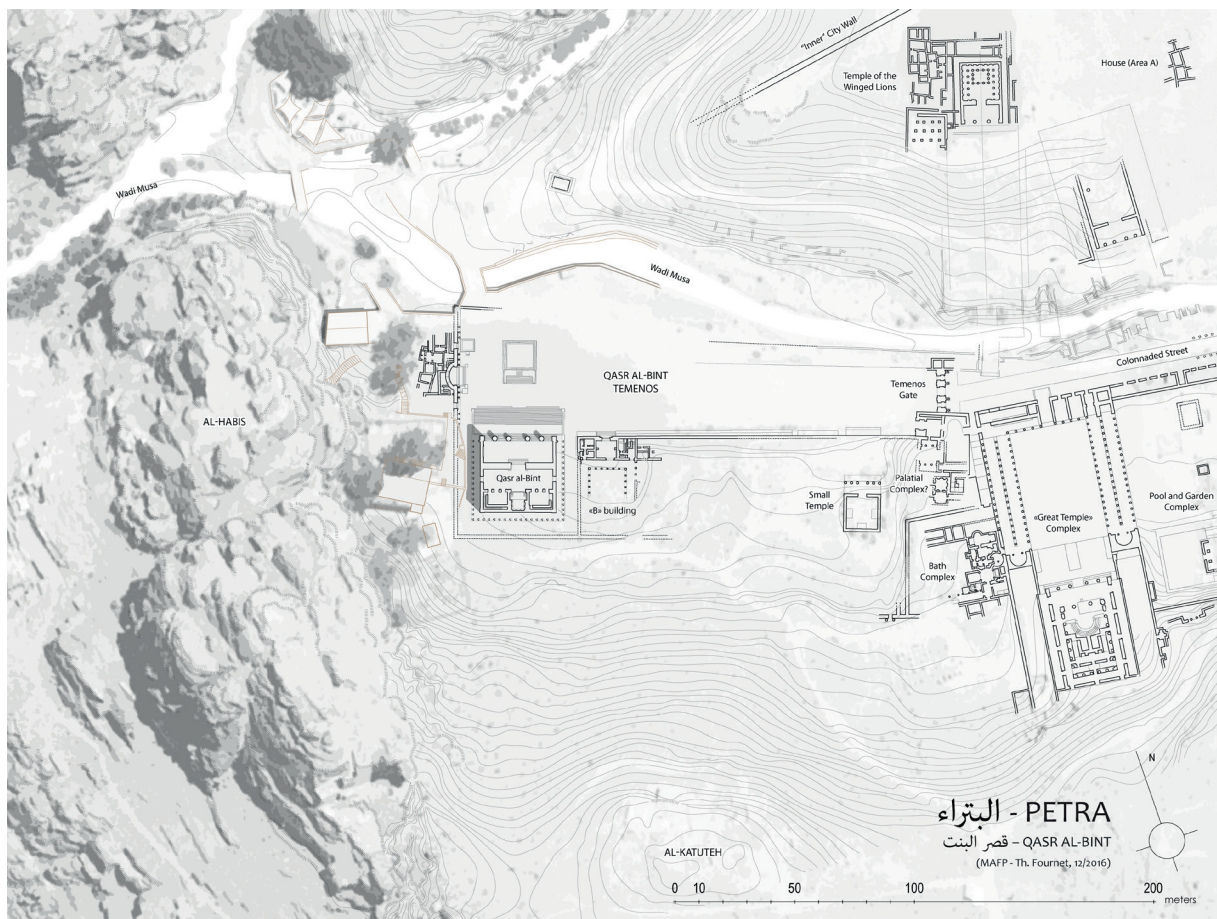 "Inner" City Wall
Temple of the
Winged Lions
House (Area A)
Wadi Musa
Wadi Musa
Colonnaded Street
QASR AL-BINT
TEMENOS
Temenos
Gate
AL-HABIS
Qasr al-Bint
«B» building
Small
Temple
Palatial
Complex?
«Great Temple»
Complex
Pool and Garden
Complex
Bath
Complex
N
البتراء - PETRA
قصر البنت – QASR AL-BINT
(MAFP - Th. Fournet, 12/2016)
AL-KATUTEH
0 10 50 100 200
meters